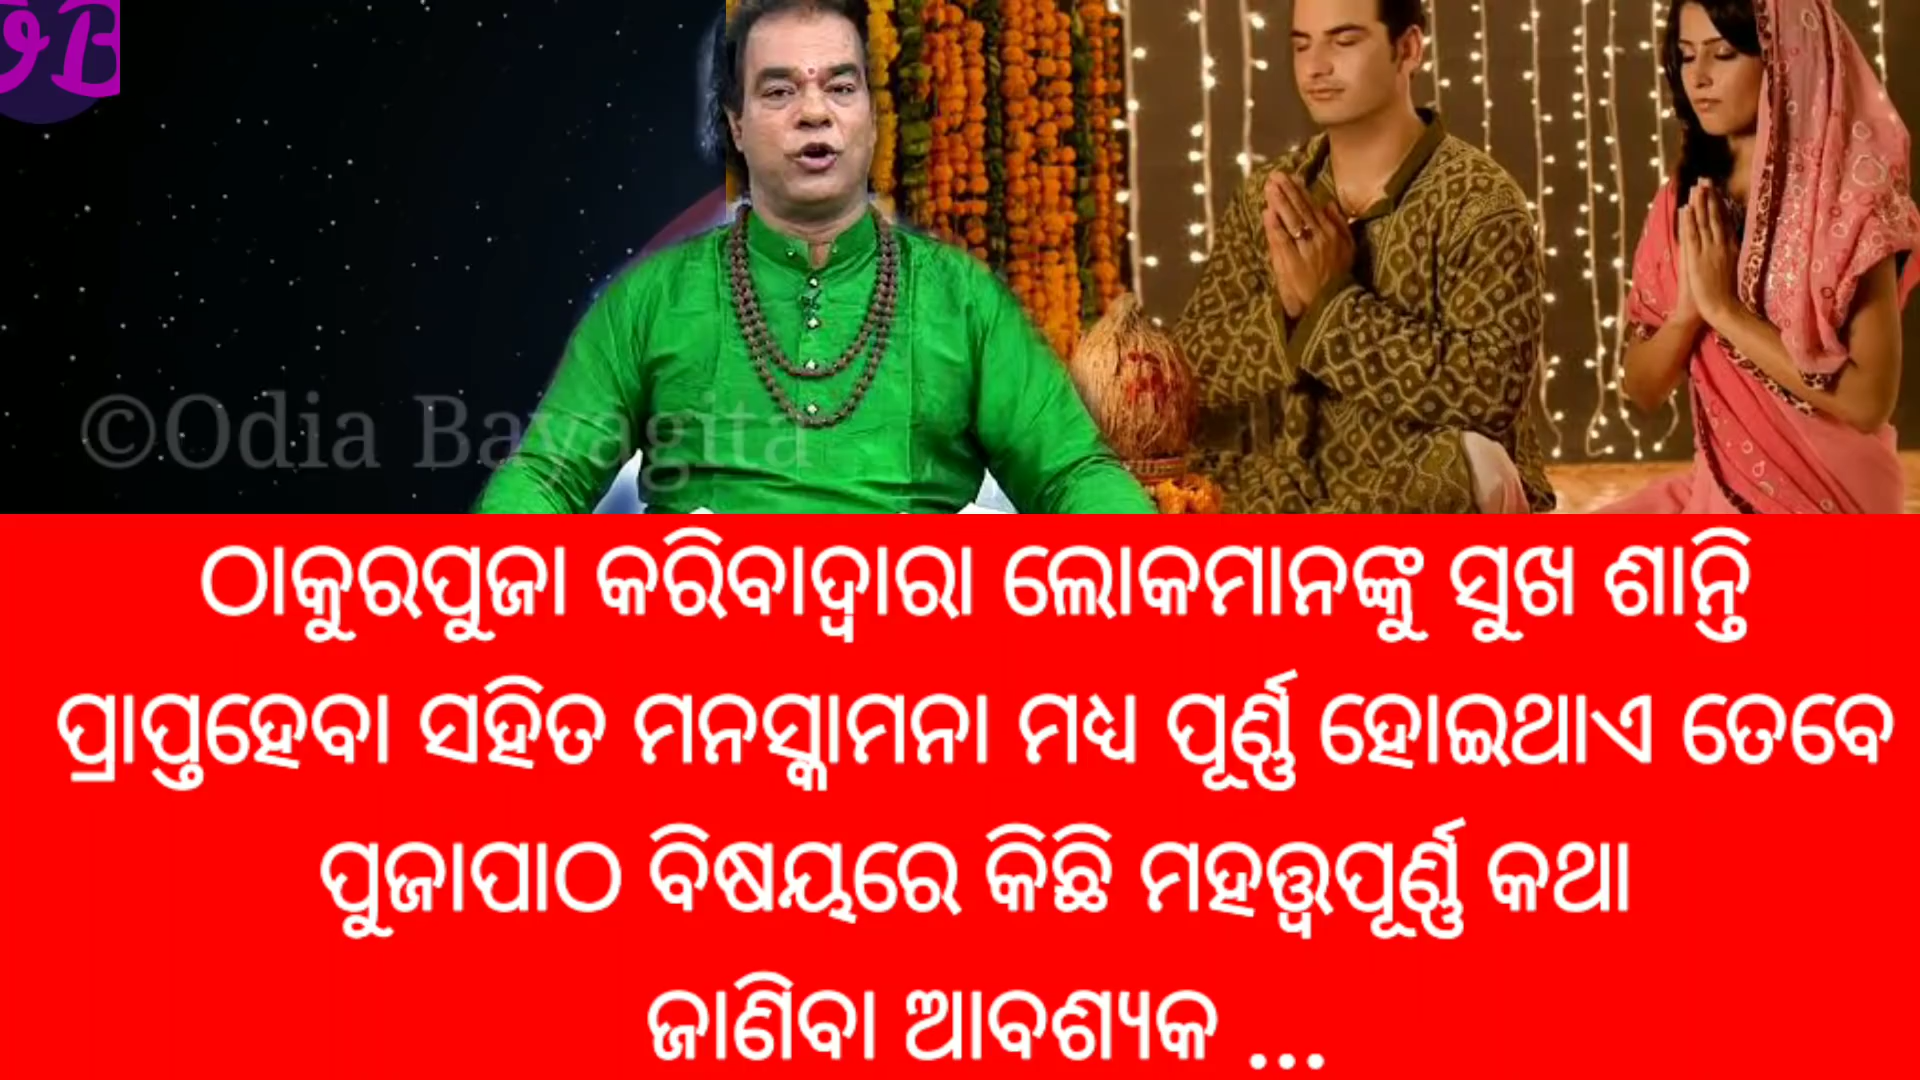 ©Odia Bayagita
ଠାକୁରପୁଜା କରିବାଦ୍ୱାରା ଲୋକମାନଙ୍କୁ ସୁଖ ଶାନ୍ତି
ପ୍ରାପ୍ତହେବା ସହିତ ମନସ୍କାମନା ମଧ୍ୟ ପୂର୍ଣ୍ଣ ହୋଇଥାଏ ତେବେ
ପୁଜାପାଠ ବିଷୟରେ କିଛି ମହତ୍ତ୍ୱପୂର୍ଣ୍ଣ କଥା
ଜାଣିବା ଆବଶ୍ୟକ ...